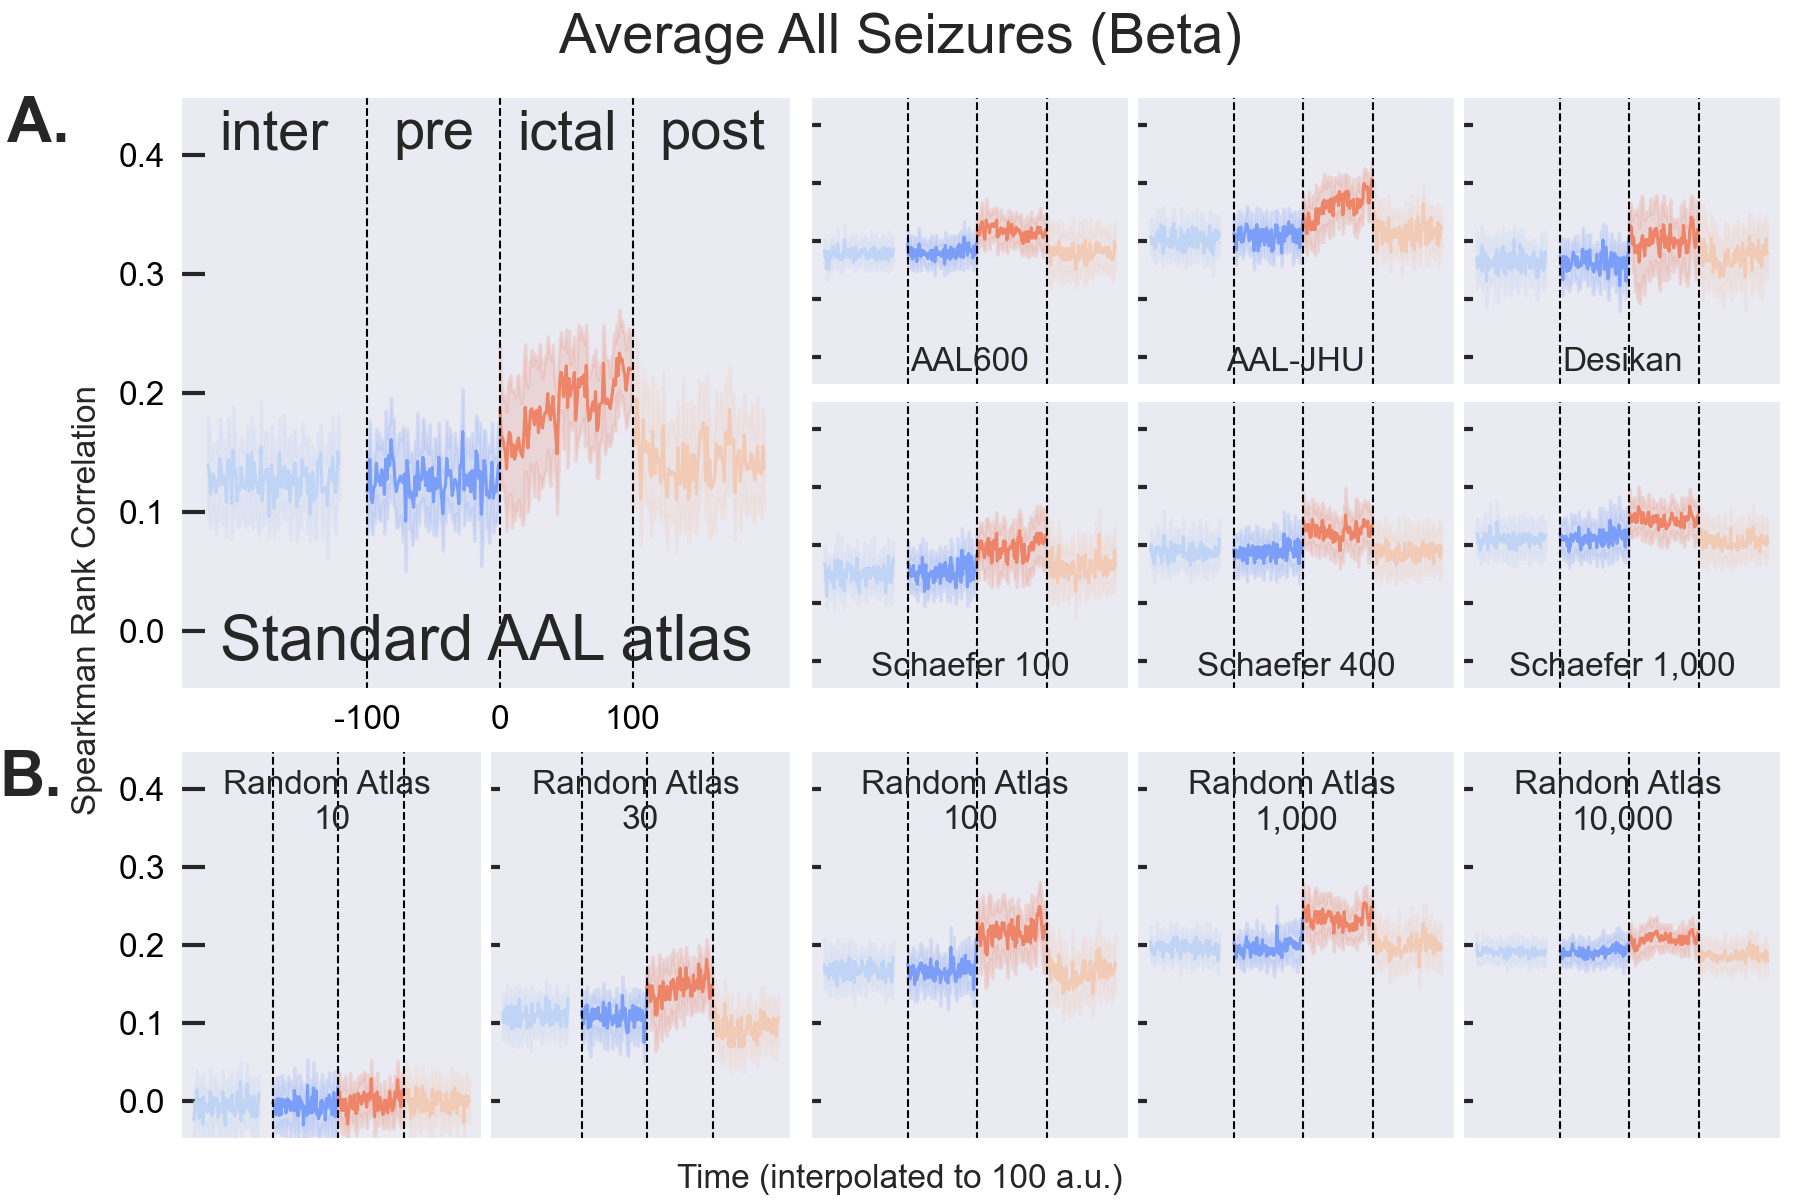 Average All Seizures (Beta)
A.
inter pre ictal post
0.4
0.3
0.2
0.1
0.0
Standard AAL atlas
-100 0 100
AAL600
AAL-JHU
Desikan
Schaefer 100
Schaefer 400
Schaefer 1,000
Spearkman Rank Correlation
B.
0.4
0.3
0.2
0.1
0.0
Random Atlas
10
Random Atlas
30
Random Atlas
100
Random Atlas
1,000
Random Atlas
10,000
Time (interpolated to 100 a.u.)